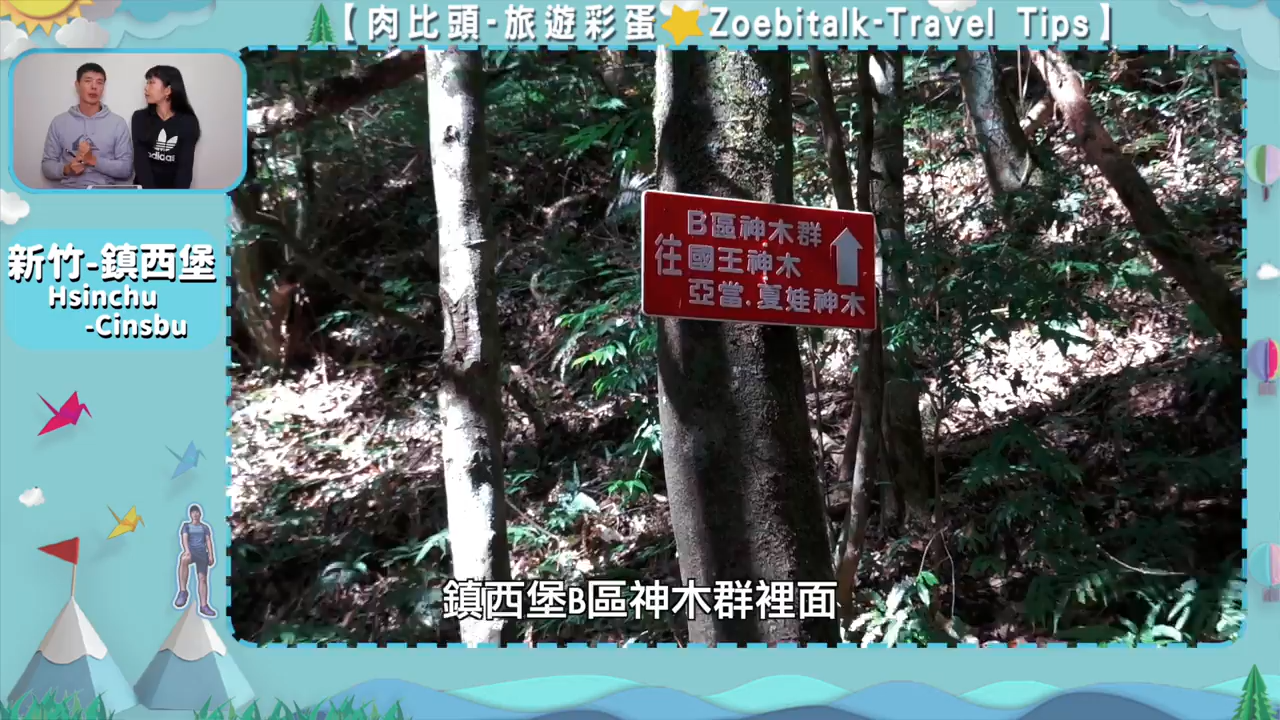 【肉比頭-旅遊彩蛋⭐Zoebitalk-Travel Tips】
adidas
新竹-鎮西堡
Hsinchu
-Cinsbu
B區神木群
往國王神木
亞當.夏娃神木
鎮西堡B區神木群裡面